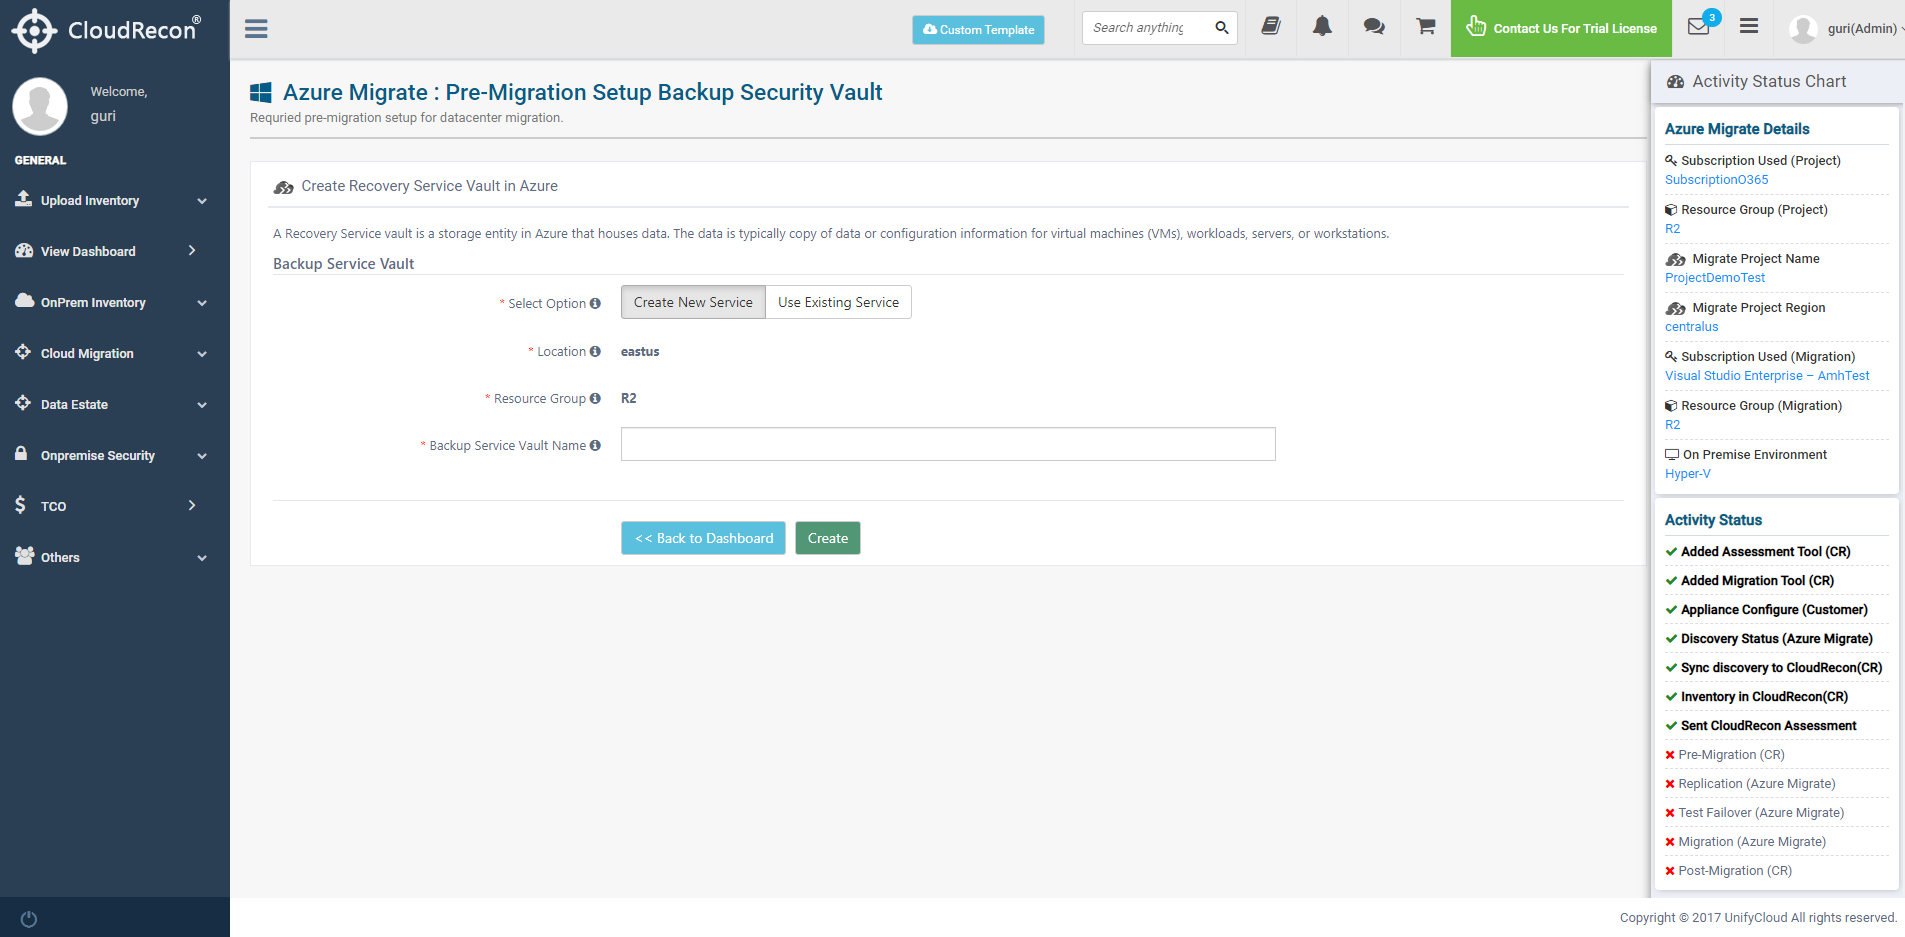 CloudRecon®
Custom Template
Search anything
Contact Us For Trial License
3
guri(Admin)
Welcome,
guri
GENERAL
Upload Inventory
View Dashboard
OnPrem Inventory
Cloud Migration
Data Estate
Onpremise Security
TCO
Others
Azure Migrate : Pre-Migration Setup Backup Security Vault
Requried pre-migration setup for datacenter migration.
Create Recovery Service Vault in Azure
A Recovery Service vault is a storage entity in Azure that houses data. The data is typically copy of data or configuration information for virtual machines (VMs), workloads, servers, or workstations.
Backup Service Vault
* Select Option
Create New Service
Use Existing Service
* Location
eastus
* Resource Group
R2
* Backup Service Vault Name
<< Back to Dashboard
Create
Activity Status Chart
Azure Migrate Details
Subscription Used (Project)
SubscriptionO365
Resource Group (Project)
R2
Migrate Project Name
ProjectDemoTest
Migrate Project Region
centralus
Subscription Used (Migration)
Visual Studio Enterprise – AmhTest
Resource Group (Migration)
R2
On Premise Environment
Hyper-V
Activity Status
Added Assessment Tool (CR)
Added Migration Tool (CR)
Appliance Configure (Customer)
Discovery Status (Azure Migrate)
Sync discovery to CloudRecon(CR)
Inventory in CloudRecon(CR)
Sent CloudRecon Assessment
Pre-Migration (CR)
Replication (Azure Migrate)
Test Failover (Azure Migrate)
Migration (Azure Migrate)
Post-Migration (CR)
Copyright © 2017 UnifyCloud All rights reserved.